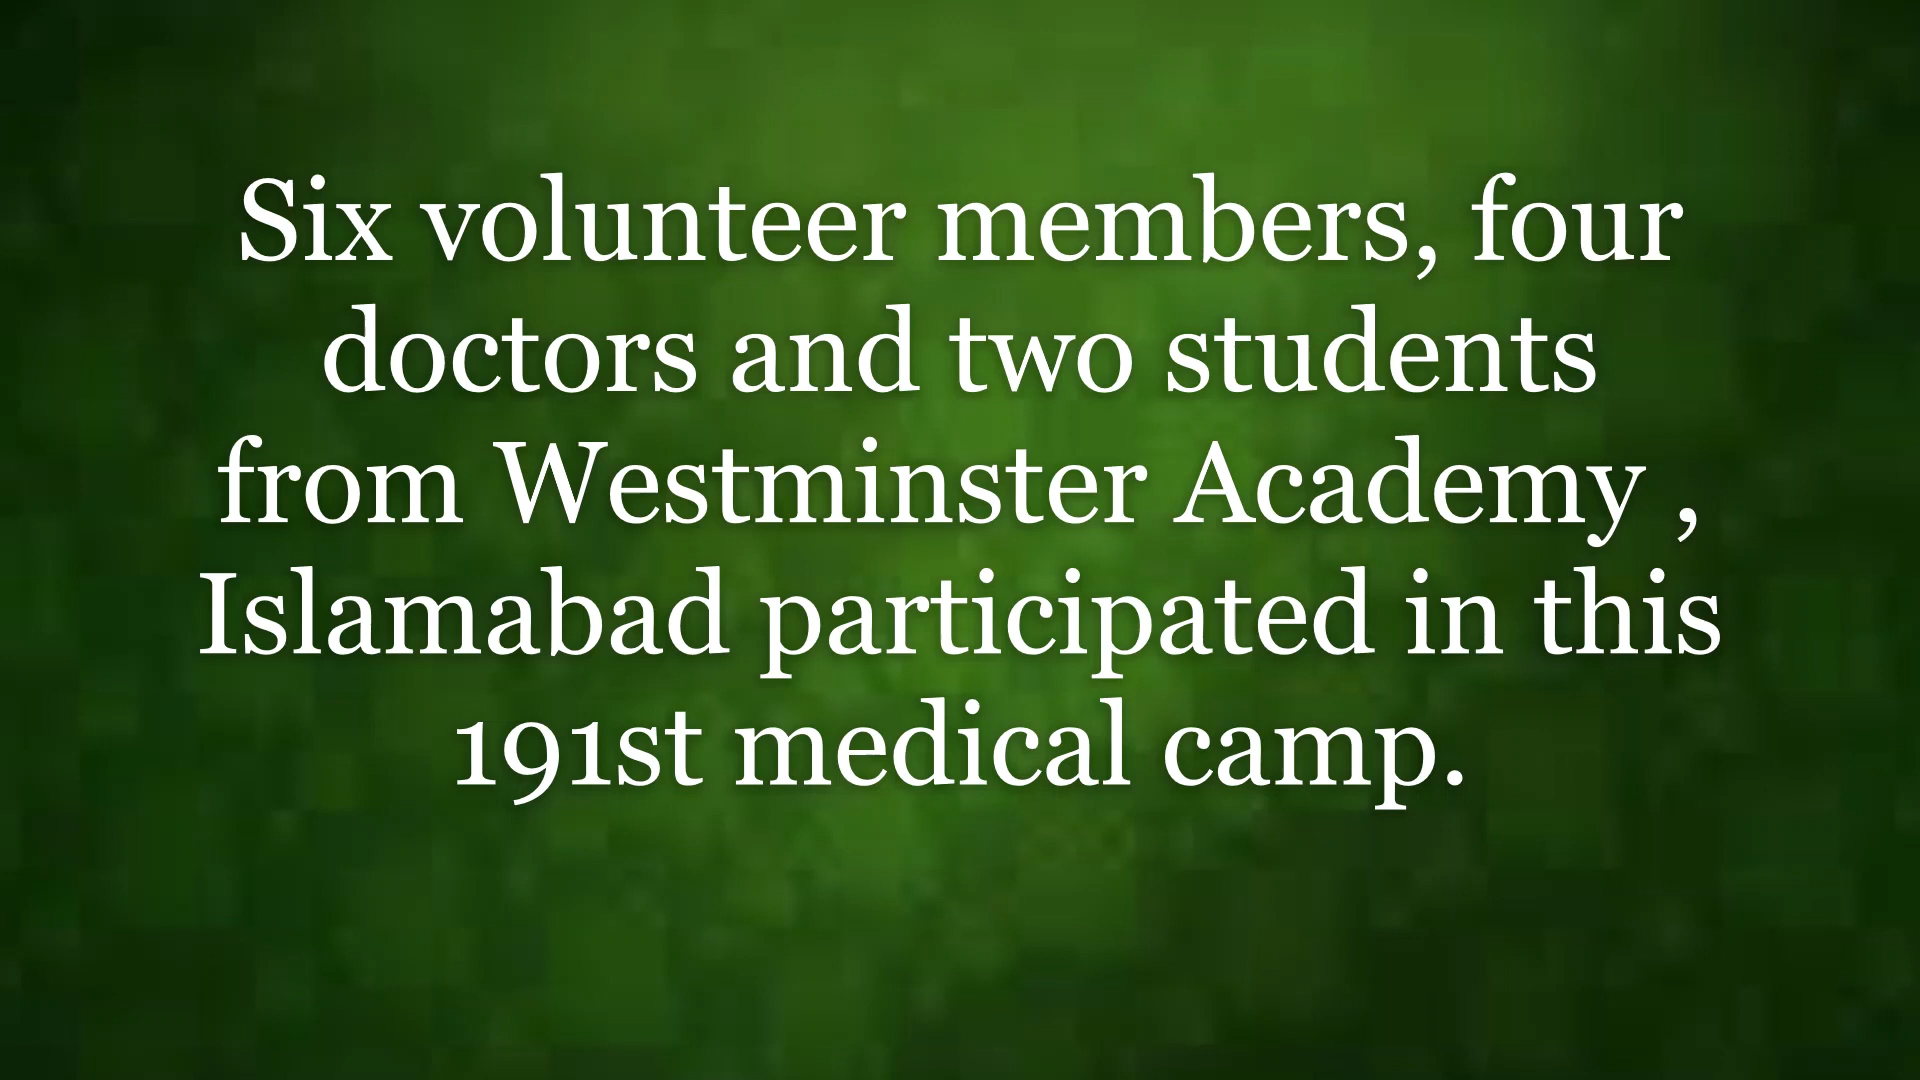 Six volunteer members, four
doctors and two students
from Westminster Academy ,
Islamabad participated in this
191st medical camp.